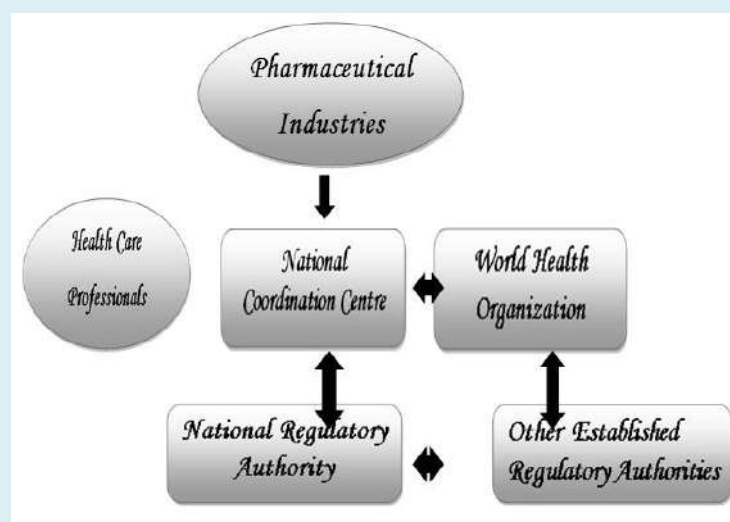 Pharmaceutical
Industries
Health Care
Professionals
National
Coordination Centre
World Health
Organization
National Regulatory
Authority
Other Established
Regulatory Authorities